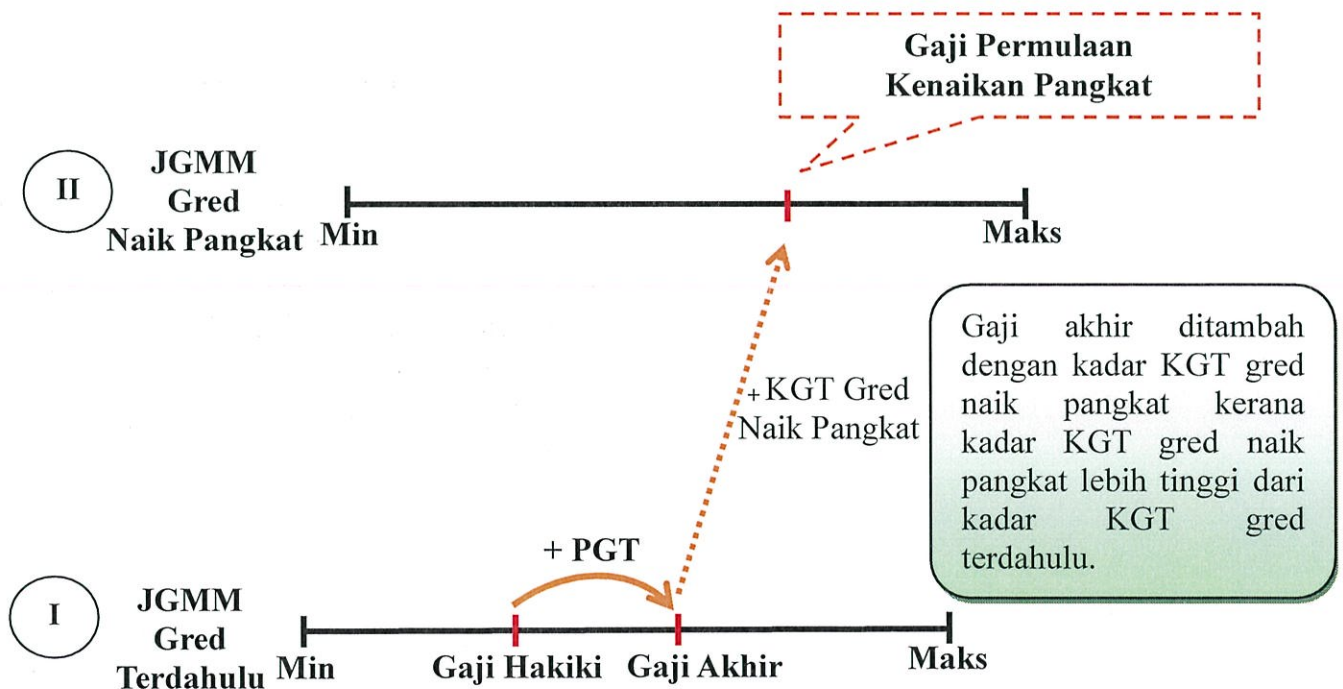 Gaji Permulaan
Kenaikan Pangkat
II
JGMM
Gred
Naik Pangkat
Min
Maks
+KGT Gred
Naik Pangkat
Gaji akhir ditambah
dengan kadar KGT gred
naik pangkat kerana
kadar KGT gred naik
pangkat lebih tinggi dari
kadar KGT gred
terdahulu.
+ PGT
I
JGMM
Gred
Terdahulu
Min
Gaji Hakiki
Gaji Akhir
Maks